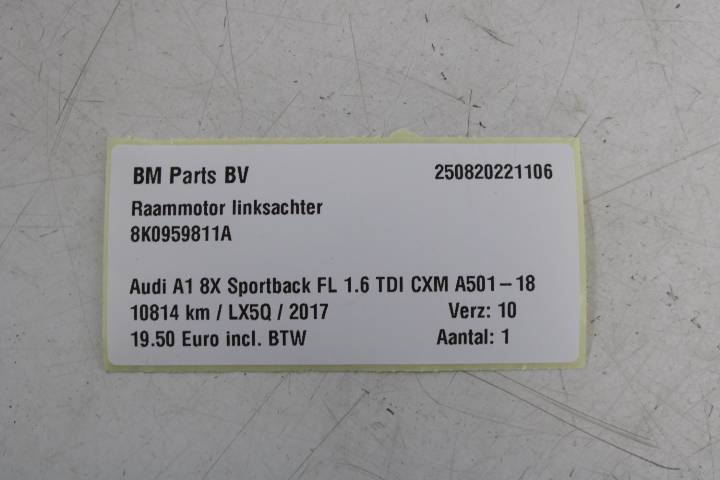 BM Parts BV 250820221106
Raammotor linksachter
8K0959811A
Audi A1 8X Sportback FL 1.6 TDI CXM A501-18
10814 km / LX5Q / 2017 Verz: 10
19.50 Euro incl. BTW Aantal: 1